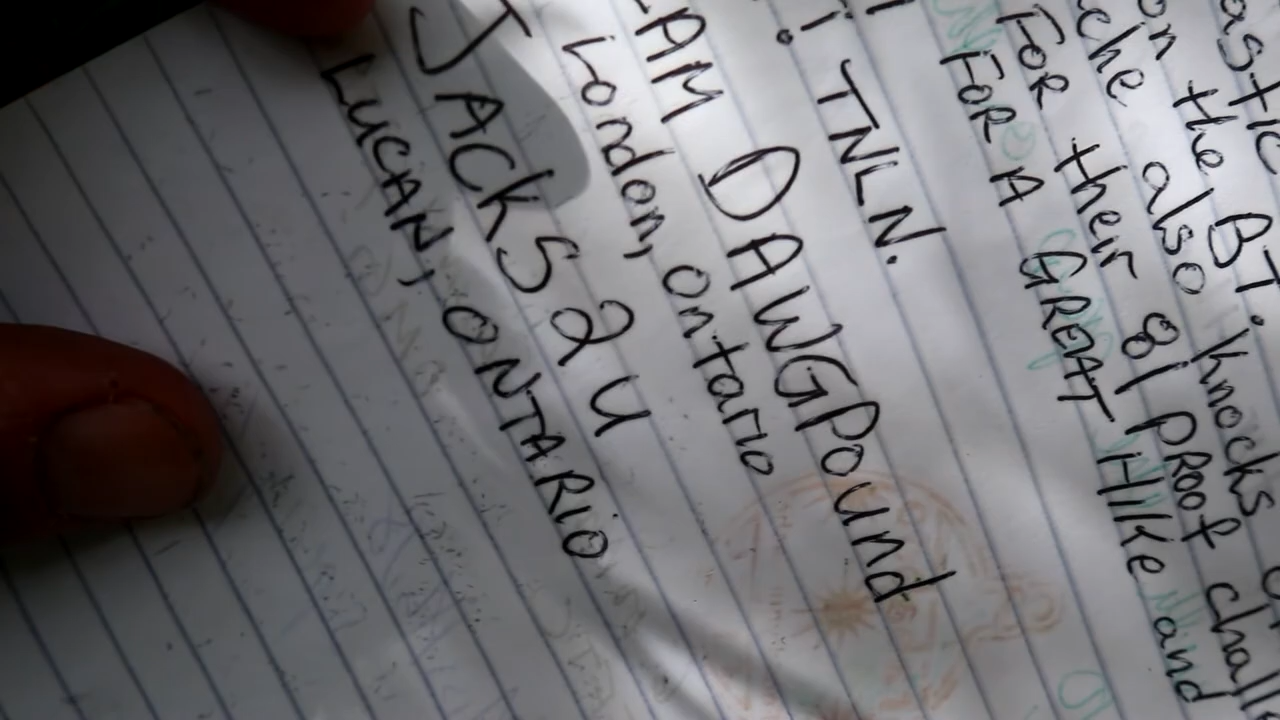 astic BT.
on the also Knocks
che their 81 PROOF chall
FOR A GREAT Hike and
FOR
! TNLN.
AM DAWGPound
London, Ontario
JACKS 2 U
LUCAN, ONTARIO